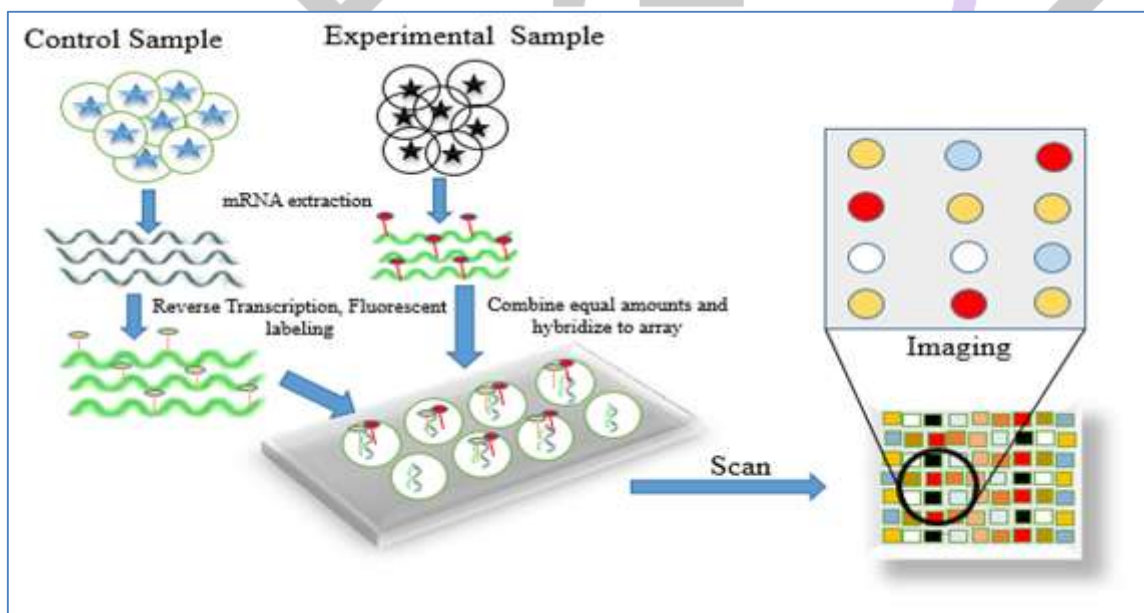 Control Sample
Experimental Sample
mRNA extraction
Reverse Transcription, Fluorescent
labeling
Combine equal amounts and
hybridize to array
Imaging
Scan